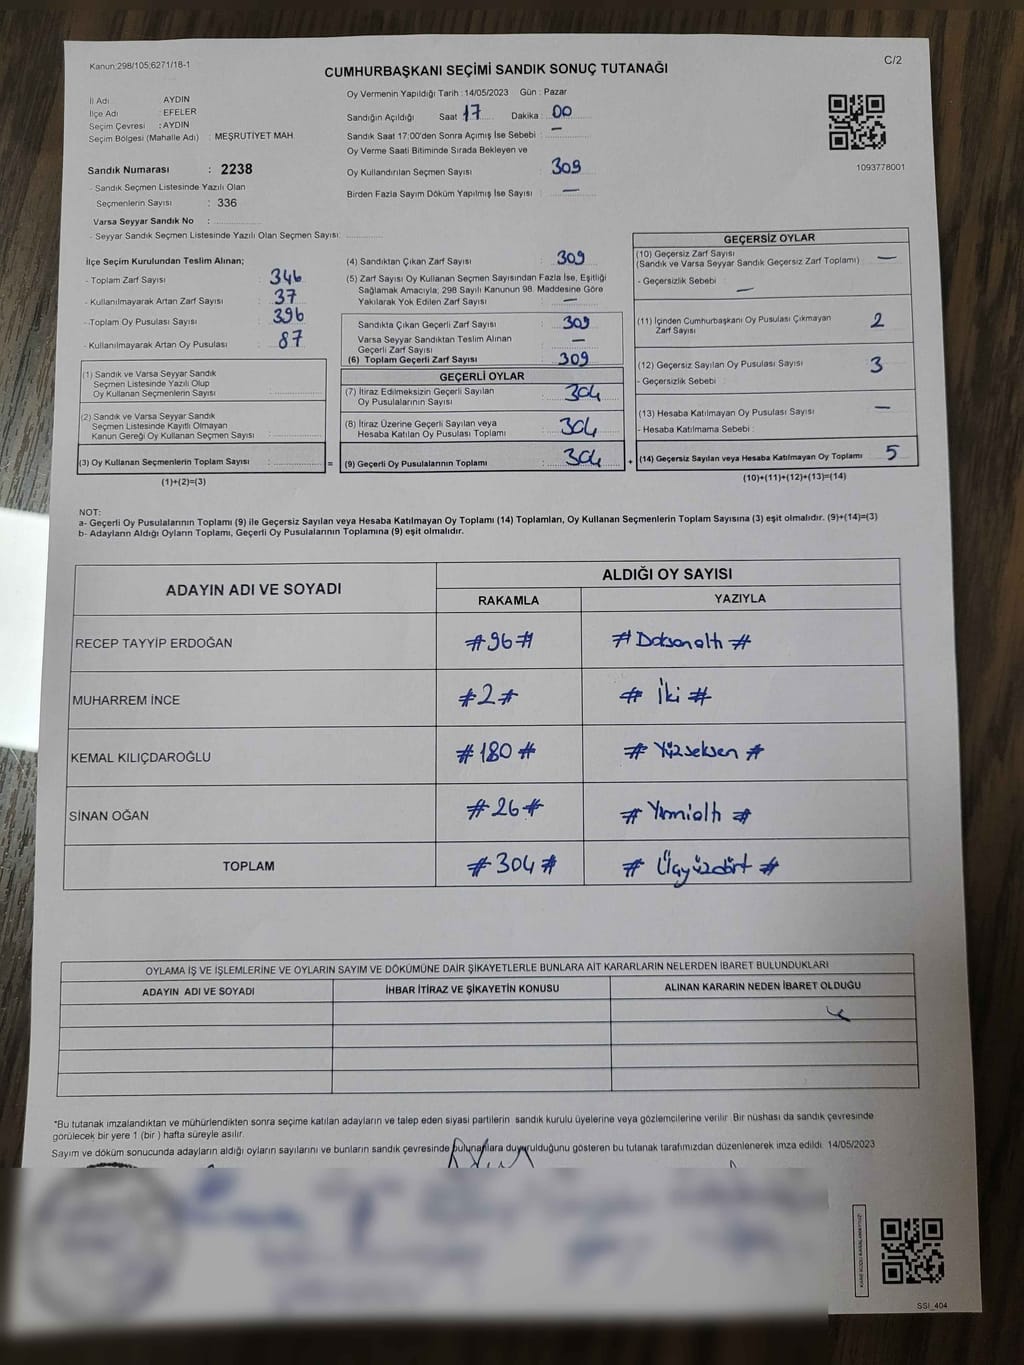 Kanun:298/105;6271/18-1
C/2
CUMHURBAŞKANI SEÇİMİ SANDIK SONUÇ TUTANAĞI
İl Adı AYDIN
İlçe Adı : EFELER
Seçim Çevresi : AYDIN
Seçim Bölgesi (Mahalle Adı) : MEŞRUTİYET MAH.
Sandık Numarası : 2238
- Sandık Seçmen Listesinde Yazılı Olan
Seçmenlerin Sayısı : 336
Varsa Seyyar Sandık No :
- Seyyar Sandık Seçmen Listesinde Yazılı Olan Seçmen Sayısı:
Oy Vermenin Yapıldığı Tarih : 14/05/2023 Gün : Pazar
Sandığın Açıldığı Saat 17 Dakika : 00
Sandık Saat 17:00'den Sonra Açımış İse Sebebi : —
Oy Verme Saati Bitiminde Sırada Bekleyen ve
Oy Kullandırılan Seçmen Sayısı : 309
Birden Fazla Sayım Döküm Yapılmış İse Sayısı : —
1093778001
İlçe Seçim Kurulundan Teslim Alınan;
- Toplam Zarf Sayısı : 346
- Kullanılmayarak Artan Zarf Sayısı : 37
- Toplam Oy Pusulası Sayısı : 396
- Kullanılmayarak Artan Oy Pusulası : 87
(1) Sandık ve Varsa Seyyar Sandık
Seçmen Listesinde Yazılı Olup
Oy Kullanan Seçmenlerin Sayısı :
(2) Sandık ve Varsa Seyyar Sandık
Seçmen Listesinde Kayıtlı Olmayan
Kanun Gereği Oy Kullanan Seçmen Sayısı :
(3) Oy Kullanan Seçmenlerin Toplam Sayısı : =
(1)+(2)=(3)
(4) Sandıktan Çıkan Zarf Sayısı : 309
(5) Zarf Sayısı Oy Kullanan Seçmen Sayısından Fazla İse, Eşitliği
Sağlamak Amacıyla; 298 Sayılı Kanunun 98. Maddesine Göre
Yakılarak Yok Edilen Zarf Sayısı : —
Sandıkta Çıkan Geçerli Zarf Sayısı : 309
Varsa Seyyar Sandıktan Teslim Alınan
Geçerli Zarf Sayısı : —
(6) Toplam Geçerli Zarf Sayısı : 309
GEÇERLİ OYLAR
(7) İtiraz Edilmeksizin Geçerli Sayılan
Oy Pusulalarının Sayısı : 304
(8) İtiraz Üzerine Geçerli Sayılan veya
Hesaba Katılan Oy Pusulası Toplamı : 304
(9) Geçerli Oy Pusulalarının Toplamı : 304 +
GEÇERSİZ OYLAR
(10) Geçersiz Zarf Sayısı
(Sandık ve Varsa Seyyar Sandık Geçersiz Zarf Toplamı) —
- Geçersizlik Sebebi : —
(11) İçinden Cumhurbaşkanı Oy Pusulası Çıkmayan
Zarf Sayısı 2
(12) Geçersiz Sayılan Oy Pusulası Sayısı 3
- Geçersizlik Sebebi :
(13) Hesaba Katılmayan Oy Pusulası Sayısı —
- Hesaba Katılmama Sebebi :
(14) Geçersiz Sayılan veya Hesaba Katılmayan Oy Toplamı 5
(10)+(11)+(12)+(13)=(14)
NOT:
a- Geçerli Oy Pusulalarının Toplamı (9) ile Geçersiz Sayılan veya Hesaba Katılmayan Oy Toplamı (14) Toplamları, Oy Kullanan Seçmenlerin Toplam Sayısına (3) eşit olmalıdır. (9)+(14)=(3)
b- Adayların Aldığı Oyların Toplamı, Geçerli Oy Pusulalarının Toplamına (9) eşit olmalıdır.
ADAYIN ADI VE SOYADI ALDIĞI OY SAYISI
RAKAMLA YAZIYLA
RECEP TAYYİP ERDOĞAN #96# #Doksanaltı#
MUHARREM İNCE #2# #İki#
KEMAL KILIÇDAROĞLU #180# #Yüzseksen#
SİNAN OĞAN #26# #Yirmialtı#
TOPLAM #304# #Üçyüzdört#
OYLAMA İŞ VE İŞLEMLERİNE VE OYLARIN SAYIM VE DÖKÜMÜNE DAİR ŞİKAYETLERLE BUNLARA AİT KARARLARIN NELERDEN İBARET BULUNDUKLARI
ADAYIN ADI VE SOYADI İHBAR İTİRAZ VE ŞİKAYETİN KONUSU ALINAN KARARIN NEDEN İBARET OLDUĞU
*Bu tutanak imzalandıktan ve mühürlendikten sonra seçime katılan adayların ve talep eden siyasi partilerin sandık kurulu üyelerine veya gözlemcilerine verilir. Bir nüshası da sandık çevresinde
görülecek bir yere 1 (bir ) hafta süreyle asılır.
Sayım ve döküm sonucunda adayların aldığı oyların sayılarını ve bunların sandık çevresinde bulunanlara duyurulduğunu gösteren bu tutanak tarafımızdan düzenlenerek imza edildi. 14/05/2023
SSI_404